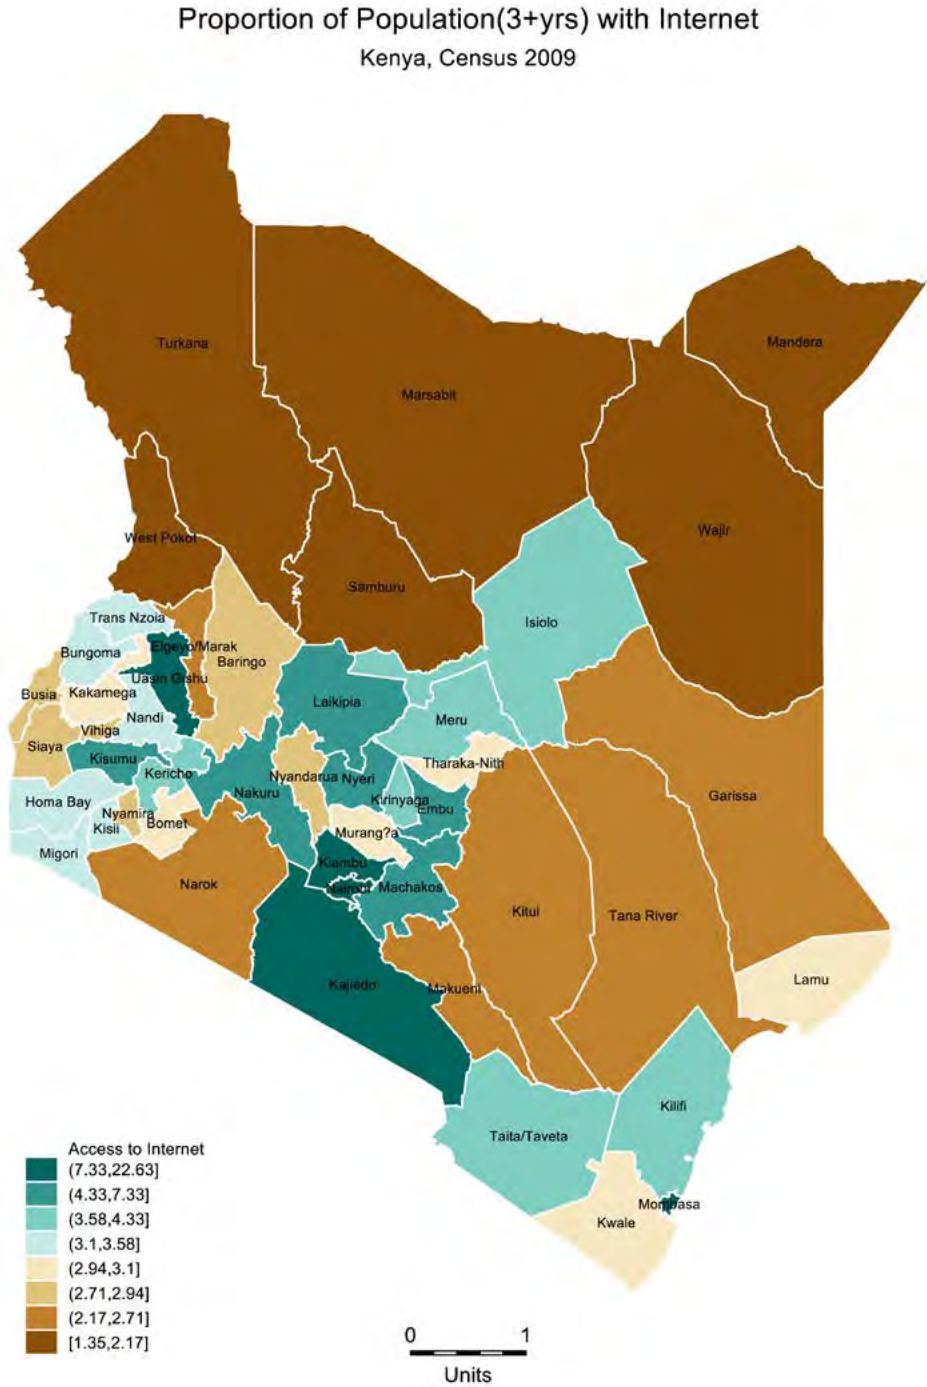 Proportion of Population(3+yrs) with Internet
Kenya, Census 2009
Turkana
Mandera
Marsabit
Wajir
West Pokot
Samburu
Isiolo
Trans Nzoia
Elgeyo/Marak
Bungoma
Baringo
Uasin Gishu
Busia
Kakamega
Laikipia
Nandi
Meru
Vihiga
Siaya
Kisumu
Tharaka-Nith
Kericho
Nyandarua
Nyeri
Nakuru
Garissa
Homa Bay
Kirinyaga
Embu
Nyamira
Bomet
Kisii
Murang?a
Migori
Kiambu
Narok
Nairobi
Machakos
Kitui
Tana River
Lamu
Kajiedo
Makueni
Kilifi
Taita/Taveta
Mombasa
Kwale
Access to Internet
(7.33,22.63]
(4.33,7.33]
(3.58,4.33]
(3.1,3.58]
(2.94,3.1]
(2.71,2.94]
(2.17,2.71]
[1.35,2.17]
0 1
Units